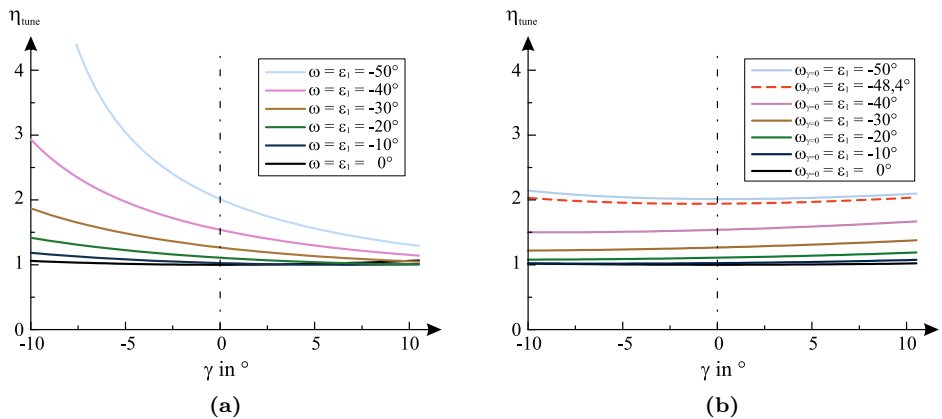 η_tune
4
3
2
1
0
-10
-5
0
5
10
γ in °
ω = ε₁ = -50°
ω = ε₁ = -40°
ω = ε₁ = -30°
ω = ε₁ = -20°
ω = ε₁ = -10°
ω = ε₁ = 0°
(a)
η_tune
4
3
2
1
0
-10
-5
0
5
10
γ in °
ω_γ=0 = ε₁ = -50°
ω_γ=0 = ε₁ = -48,4°
ω_γ=0 = ε₁ = -40°
ω_γ=0 = ε₁ = -30°
ω_γ=0 = ε₁ = -20°
ω_γ=0 = ε₁ = -10°
ω_γ=0 = ε₁ = 0°
(b)